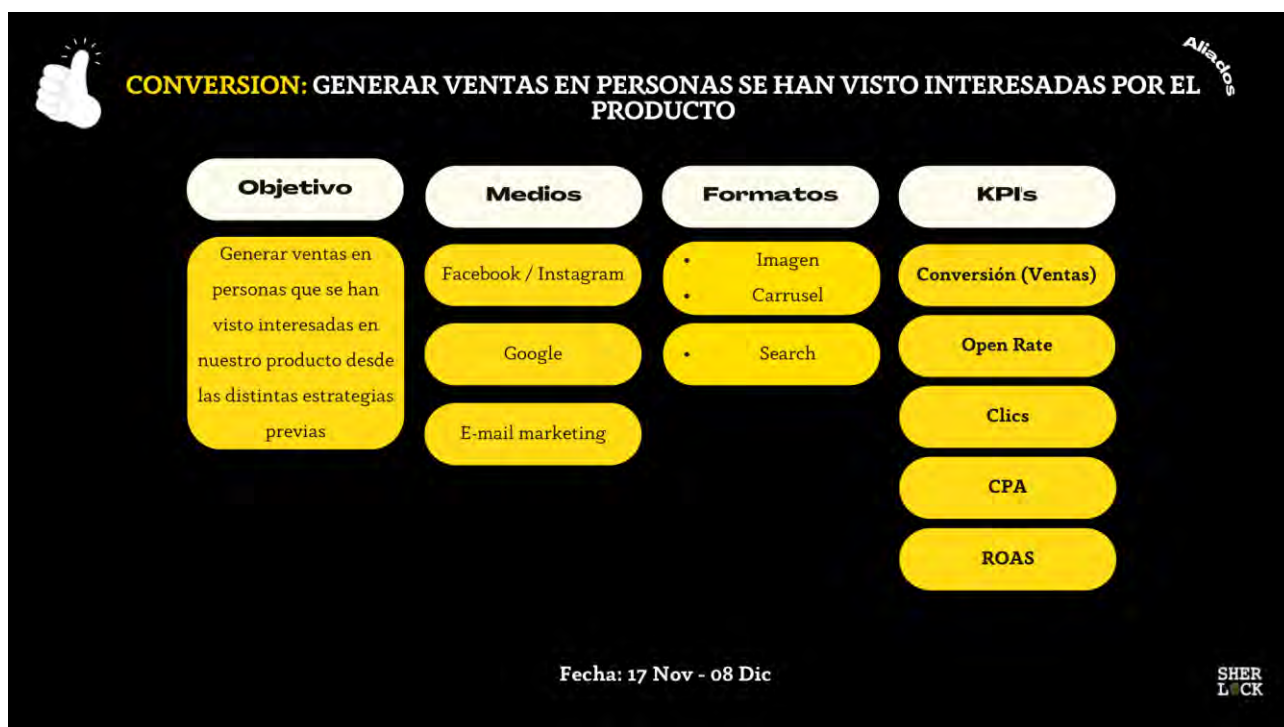 Aliados
CONVERSION: GENERAR VENTAS EN PERSONAS SE HAN VISTO INTERESADAS POR EL
PRODUCTO
Objetivo
Generar ventas en
personas que se han
visto interesadas en
nuestro producto desde
las distintas estrategias
previas
Medios
Facebook / Instagram
Google
E-mail marketing
Formatos
• Imagen
• Carrusel
• Search
KPI's
Conversión (Ventas)
Open Rate
Clics
CPA
ROAS
Fecha: 17 Nov - 08 Dic
SHER
LOCK